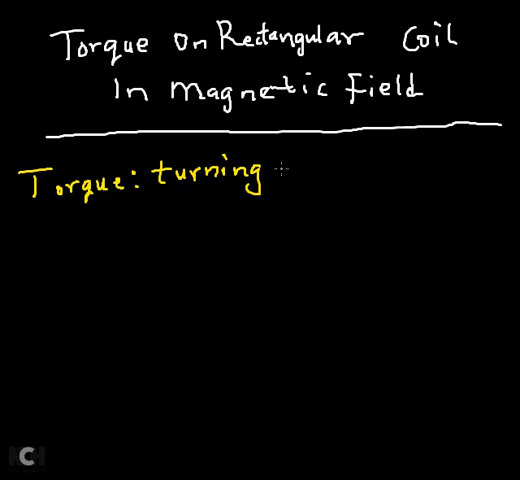 Torque on Rectangular Coil
In magnetic Field
Torque: turning
C